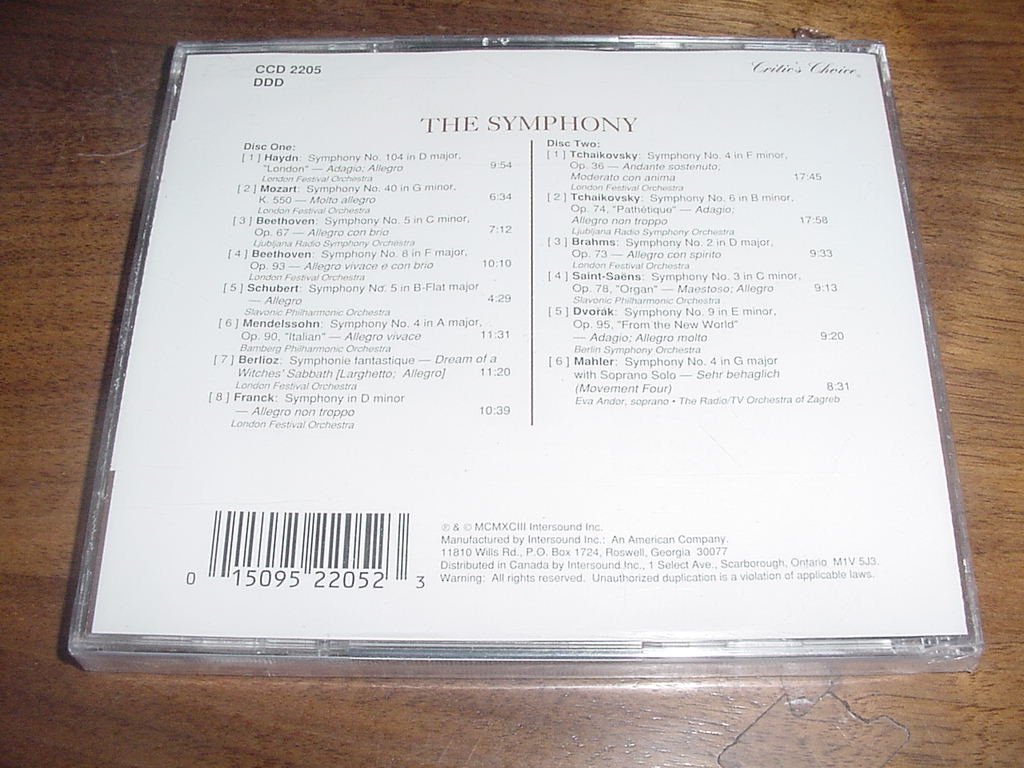 CCD 2205
DDD
Critic's Choice
THE SYMPHONY
Disc One:
[ 1 ] Haydn: Symphony No. 104 in D major,
"London" — Adagio; Allegro 9:54
London Festival Orchestra
[ 2 ] Mozart: Symphony No. 40 in G minor,
K. 550 — Molto allegro 6:34
London Festival Orchestra
[ 3 ] Beethoven: Symphony No. 5 in C minor,
Op. 67 — Allegro con brio 7:12
Ljubljana Radio Symphony Orchestra
[ 4 ] Beethoven: Symphony No. 8 in F major,
Op. 93 — Allegro vivace e con brio 10:10
London Festival Orchestra
[ 5 ] Schubert: Symphony No. 5 in B-Flat major
— Allegro 4:29
Slavonic Philharmonic Orchestra
[ 6 ] Mendelssohn: Symphony No. 4 in A major,
Op. 90, "Italian" — Allegro vivace 11:31
Bamberg Philharmonic Orchestra
[ 7 ] Berlioz: Symphonie fantastique — Dream of a
Witches' Sabbath [Larghetto; Allegro] 11:20
London Festival Orchestra
[ 8 ] Franck: Symphony in D minor
— Allegro non troppo 10:39
London Festival Orchestra
Disc Two:
[ 1 ] Tchaikovsky: Symphony No. 4 in F minor,
Op. 36 — Andante sostenuto;
Moderato con anima 17:45
London Festival Orchestra
[ 2 ] Tchaikovsky: Symphony No. 6 in B minor,
Op. 74, "Pathétique" — Adagio;
Allegro non troppo 17:58
Ljubljana Radio Symphony Orchestra
[ 3 ] Brahms: Symphony No. 2 in D major,
Op. 73 — Allegro con spirito 9:33
London Festival Orchestra
[ 4 ] Saint-Saëns: Symphony No. 3 in C minor,
Op. 78, "Organ" — Maestoso; Allegro 9:13
Slavonic Philharmonic Orchestra
[ 5 ] Dvořák: Symphony No. 9 in E minor,
Op. 95, "From the New World"
— Adagio; Allegro molto 9:20
Berlin Symphony Orchestra
[ 6 ] Mahler: Symphony No. 4 in G major
with Soprano Solo — Sehr behaglich
(Movement Four) 8:31
Eva Andor, soprano • The Radio/TV Orchestra of Zagreb
℗ & © MCMXCIII Intersound Inc.
Manufactured by Intersound Inc.: An American Company.
11810 Wills Rd., P.O. Box 1724, Roswell, Georgia 30077
Distributed in Canada by Intersound Inc., 1 Select Ave., Scarborough, Ontario M1V 5J3.
Warning: All rights reserved. Unauthorized duplication is a violation of applicable laws.
0 15095 22052 3